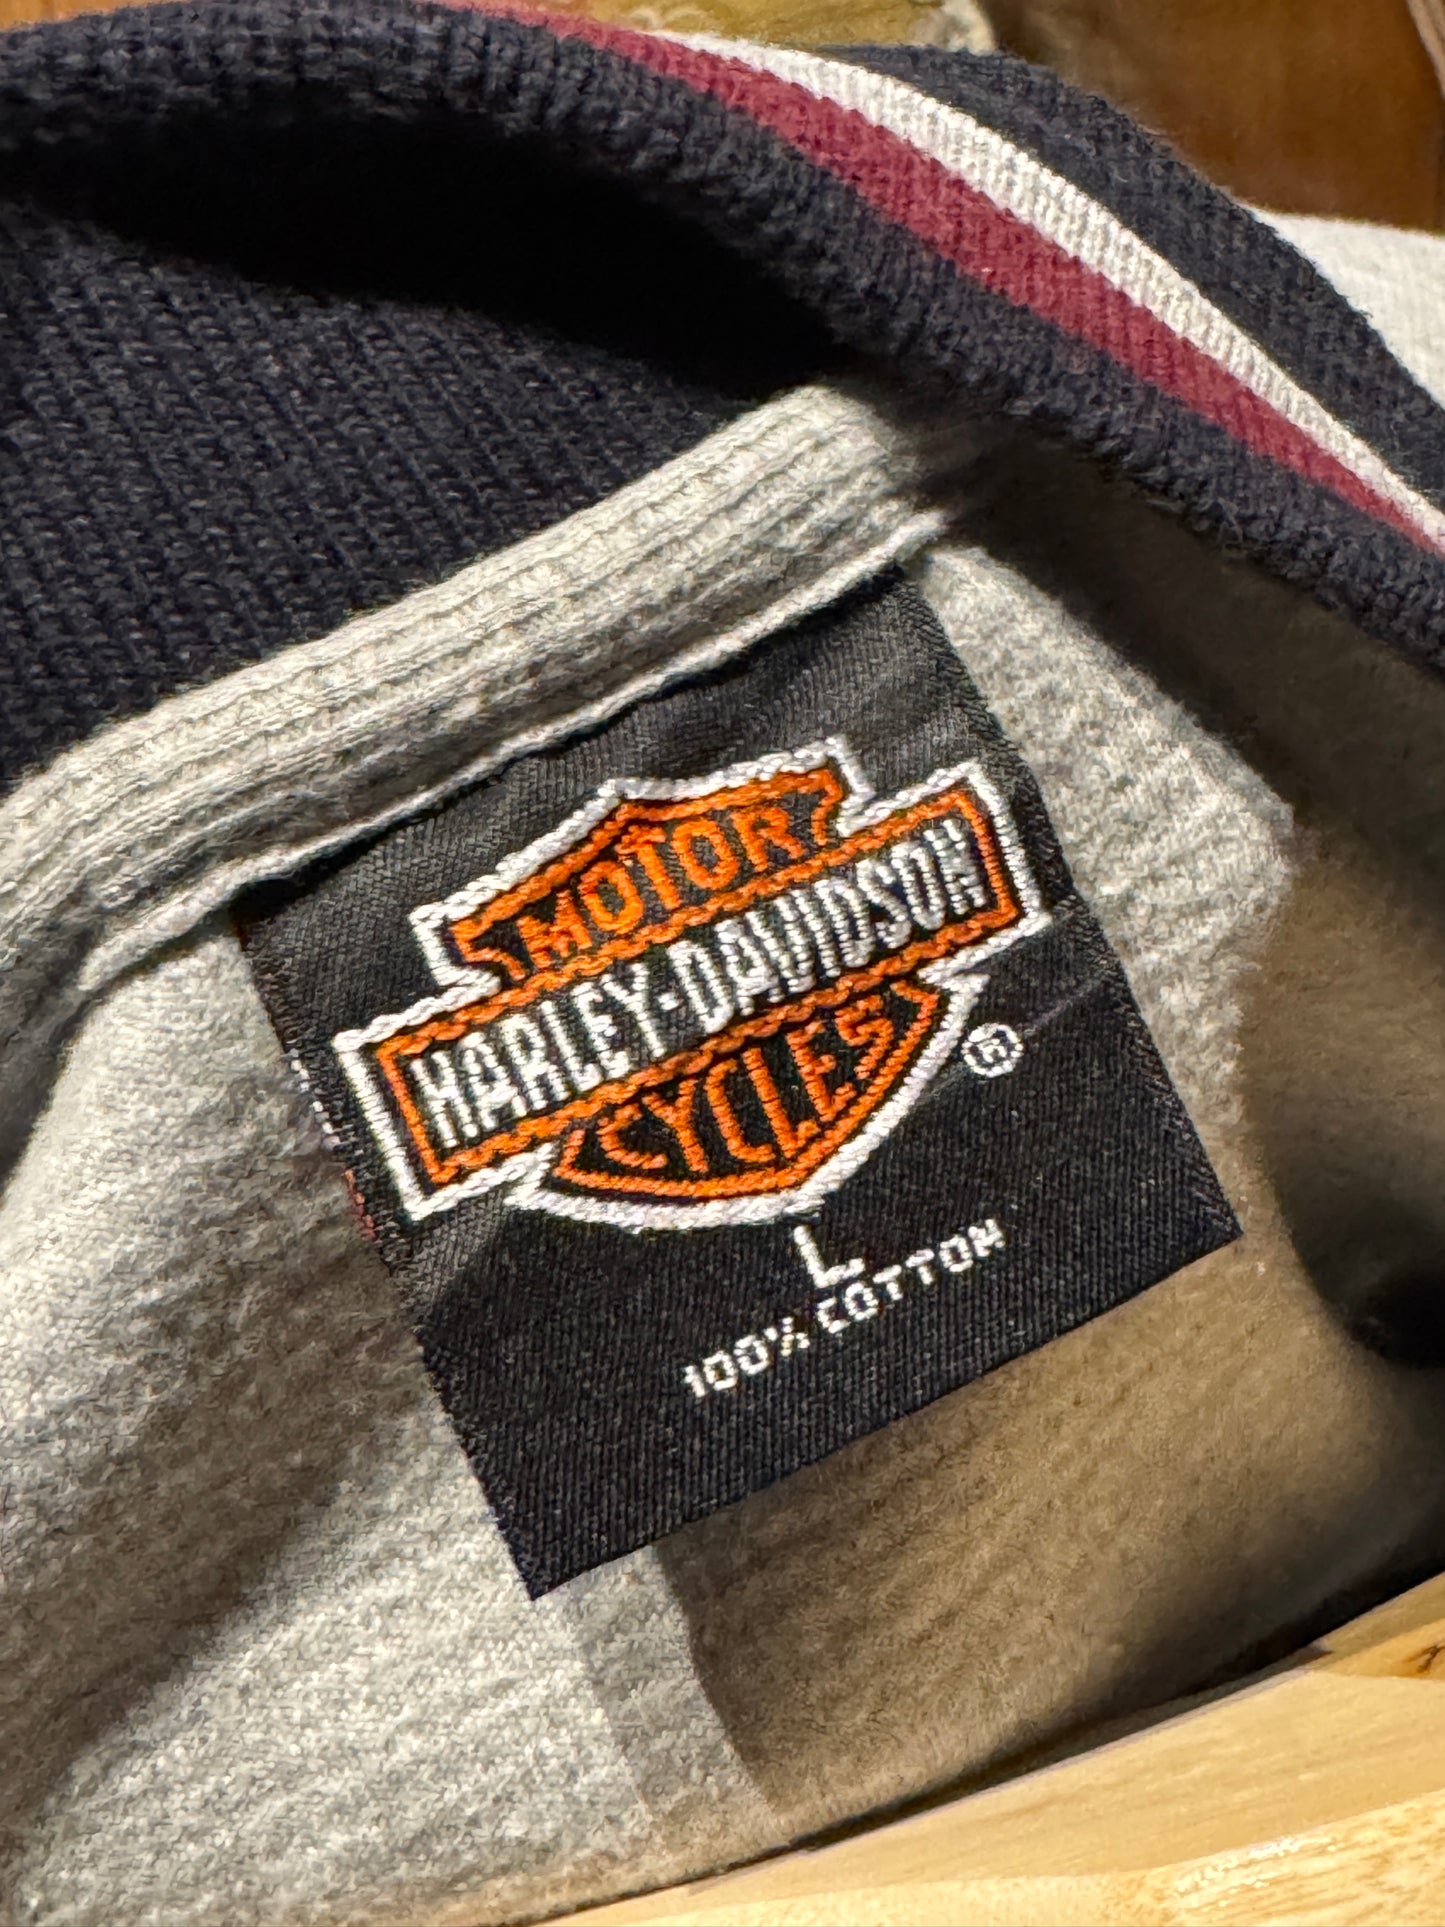 MOTOR
HARLEY-DAVIDSON
CYCLES
®
L
100% COTTON